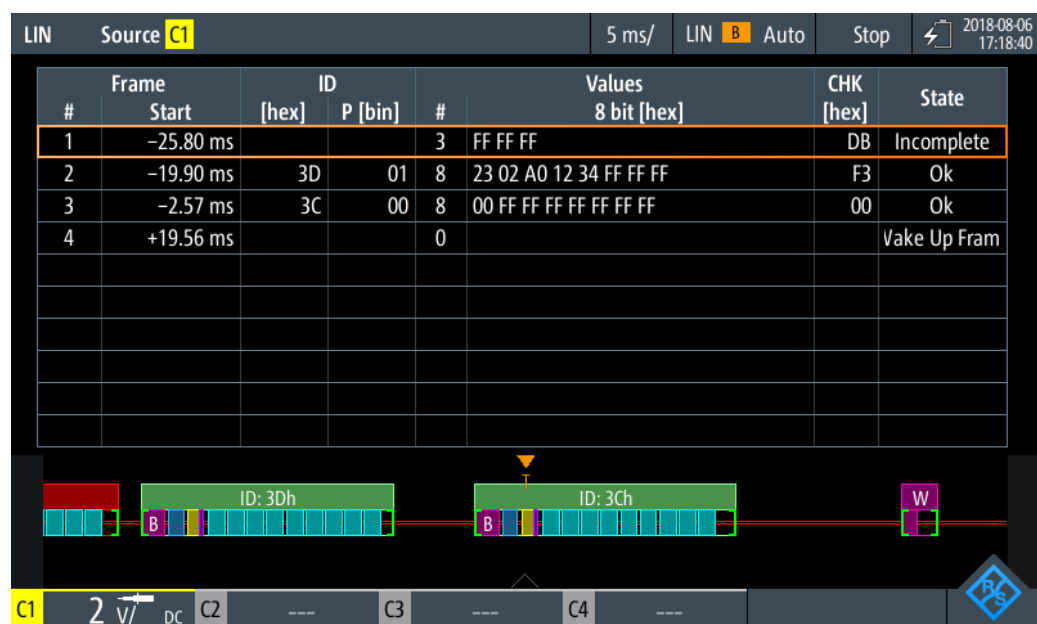 LIN Source C1 5 ms/ LIN B Auto Stop 2018-08-06
17:18:40
Frame ID Values CHK State
# Start [hex] P [bin] # 8 bit [hex] [hex]
1 −25.80 ms 3 FF FF FF DB Incomplete
2 −19.90 ms 3D 01 8 23 02 A0 12 34 FF FF FF F3 Ok
3 −2.57 ms 3C 00 8 00 FF FF FF FF FF FF FF 00 Ok
4 +19.56 ms 0 Wake Up Fram
T
ID: 3Dh ID: 3Ch W
B B
R&S
C1 2 V/ DC C2 --- C3 --- C4 ---